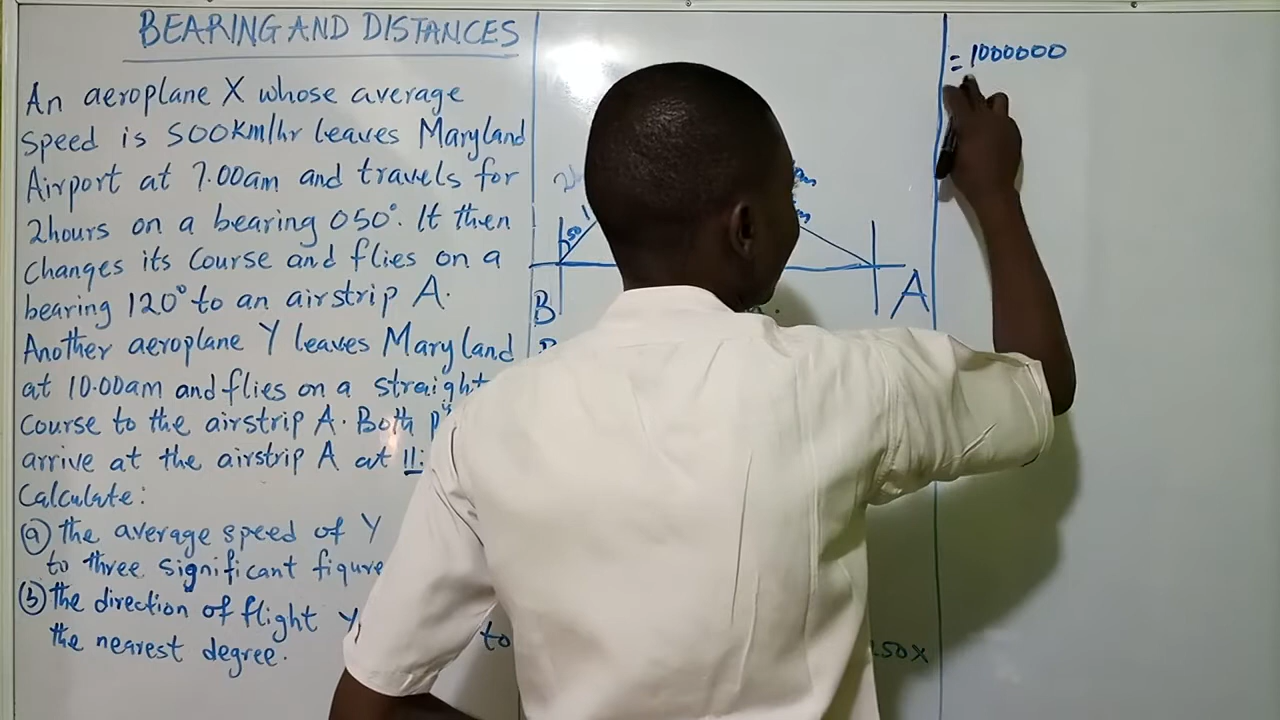 BEARING AND DISTANCES
An aeroplane X whose average
speed is 500km/hr leaves Maryland
Airport at 7.00am and travels for
2hours on a bearing 050°. It then
Changes its Course and flies on a
bearing 120° to an airstrip A.
Another aeroplane Y leaves Maryland
at 10.00am and flies on a straight
Course to the airstrip A. Both
arrive at the airstrip A at 11:
Calculate:
(a) the average speed of Y
to three significant figure
(b) the direction of flight Y,
to
the nearest degree.
50
B
A
=1000000